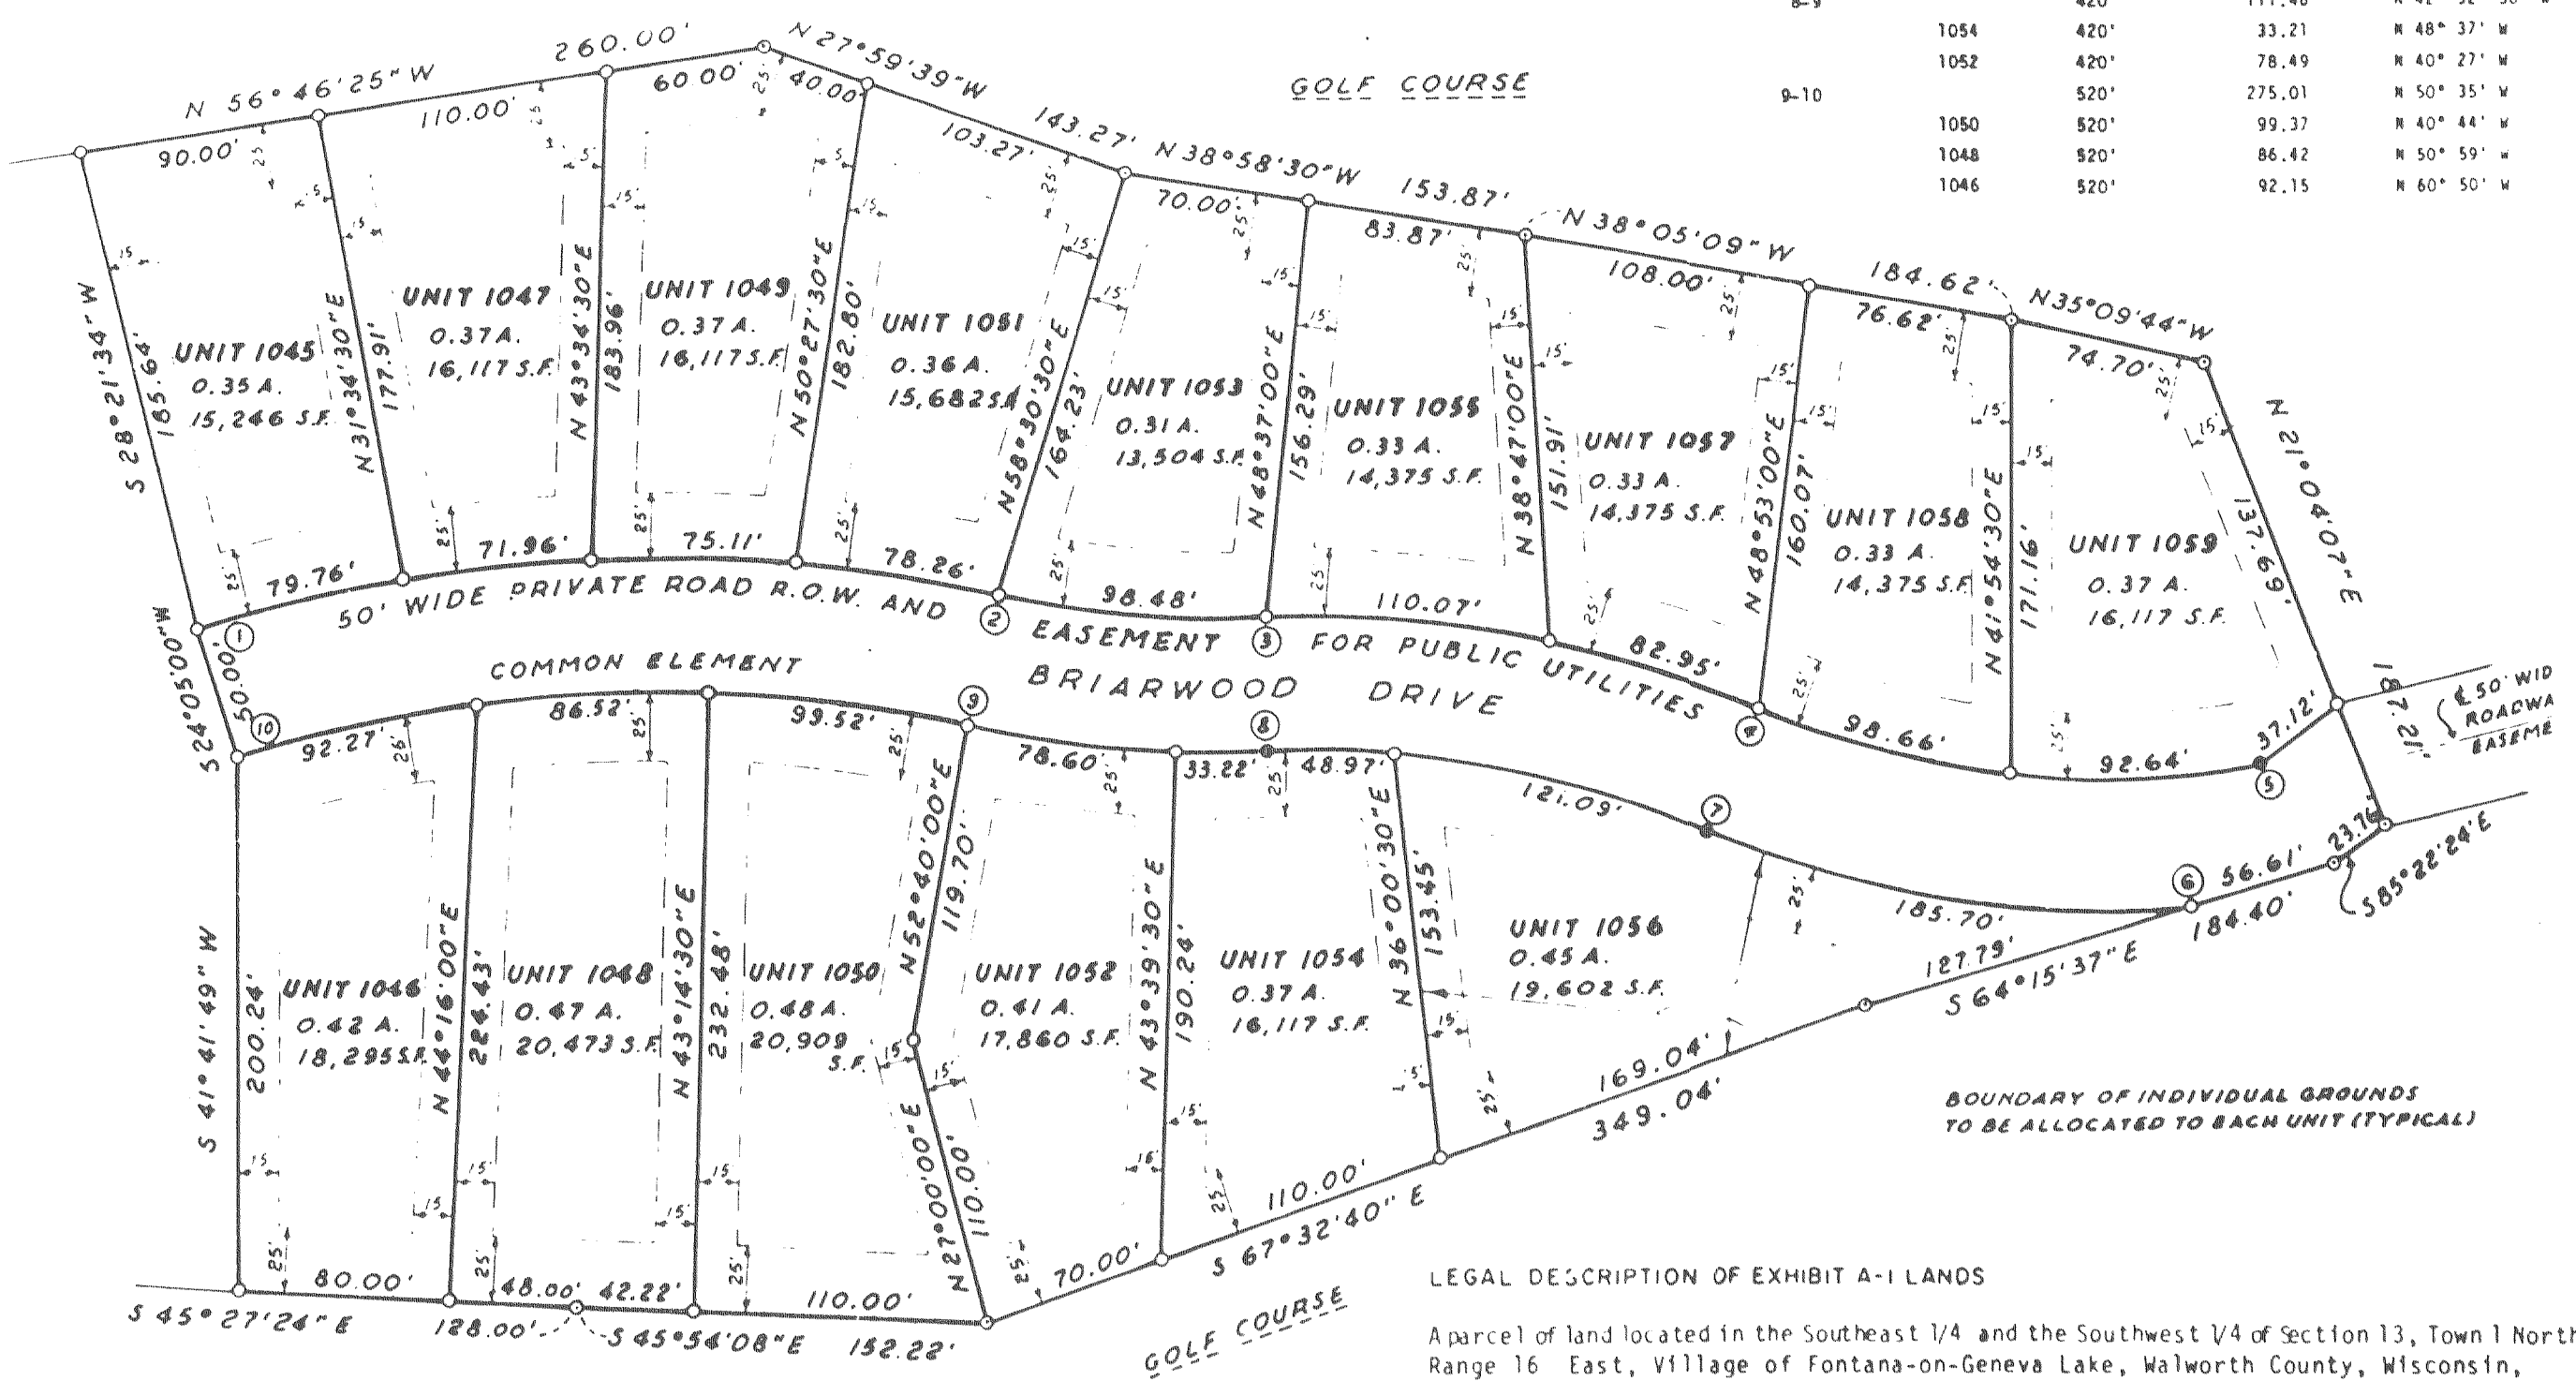 1054 420' 33.21 N 48° 37' W
1052 420' 78.49 N 40° 27' W
9-10 520' 275.01 N 50° 35' W
1050 520' 99.37 N 40° 44' W
1048 520' 86.42 N 50° 59' W
1046 520' 92.15 N 60° 50' W
GOLF COURSE
N 56° 46' 25" W
260.00'
N 27° 59' 39" W
143.27'
N 38° 58' 30" W
153.87'
N 38° 05' 09" W
184.62'
N 35° 09' 44" W
90.00'
110.00'
60.00'
40.00'
103.27'
70.00'
83.87'
108.00'
76.62'
74.70'
S 28° 21' 34" W
185.64'
UNIT 1045
0.35 A.
15,246 S.F.
N 31° 34' 30" E
177.91'
UNIT 1047
0.37 A.
16,117 S.F.
N 43° 34' 30" E
183.96'
UNIT 1049
0.37 A.
16,117 S.F.
N 50° 27' 30" E
182.80'
UNIT 1051
0.36 A.
15,682 S.F.
N 58° 30' 30" E
164.23'
UNIT 1053
0.31 A.
13,504 S.F.
N 48° 37' 00" E
156.29'
UNIT 1055
0.33 A.
14,375 S.F.
N 38° 47' 00" E
151.91'
UNIT 1057
0.33 A.
14,375 S.F.
N 48° 53' 00" E
160.07'
UNIT 1058
0.33 A.
14,375 S.F.
N 41° 54' 30" E
171.16'
UNIT 1059
0.37 A.
16,117 S.F.
N 21° 04' 07" E
137.69'
187.21'
79.76'
71.96'
75.11'
78.26'
98.48'
110.07'
82.95'
98.66'
92.64'
37.12'
1
2
3
4
5
50' WIDE PRIVATE ROAD R.O.W. AND EASEMENT FOR PUBLIC UTILITIES
COMMON ELEMENT
BRIARWOOD DRIVE
℄ 50' WID
ROADWA
EASEME
S 24° 05' 00" W
50.00'
10
9
8
7
6
92.27'
86.52'
99.52'
78.60'
33.22'
48.97'
121.09'
185.70'
56.61'
23.76'
184.40'
S 85° 22' 24" E
127.79'
S 64° 15' 37" E
S 41° 41' 49" W
200.24'
UNIT 1046
0.42 A.
18,295 S.F.
N 44° 16' 00" E
224.43'
UNIT 1048
0.47 A.
20,473 S.F.
N 43° 14' 30" E
232.48'
UNIT 1050
0.48 A.
20,909
S.F.
N 52° 40' 00" E
119.70'
N 27° 00' 00" E
110.00'
UNIT 1052
0.41 A.
17,860 S.F.
N 43° 39' 30" E
190.24'
UNIT 1054
0.37 A.
16,117 S.F.
N 36° 00' 30" E
153.45'
UNIT 1056
0.45 A.
19,602 S.F.
169.04'
349.04'
110.00'
S 67° 32' 40" E
70.00'
80.00'
48.00'
42.22'
110.00'
S 45° 27' 24" E
128.00'
S 45° 54' 08" E
152.22'
GOLF COURSE
BOUNDARY OF INDIVIDUAL GROUNDS
TO BE ALLOCATED TO EACH UNIT (TYPICAL)
LEGAL DESCRIPTION OF EXHIBIT A-1 LANDS
A parcel of land located in the Southeast 1/4 and the Southwest 1/4 of Section 13, Town 1 North
Range 16 East, Village of Fontana-on-Geneva Lake, Walworth County, Wisconsin,